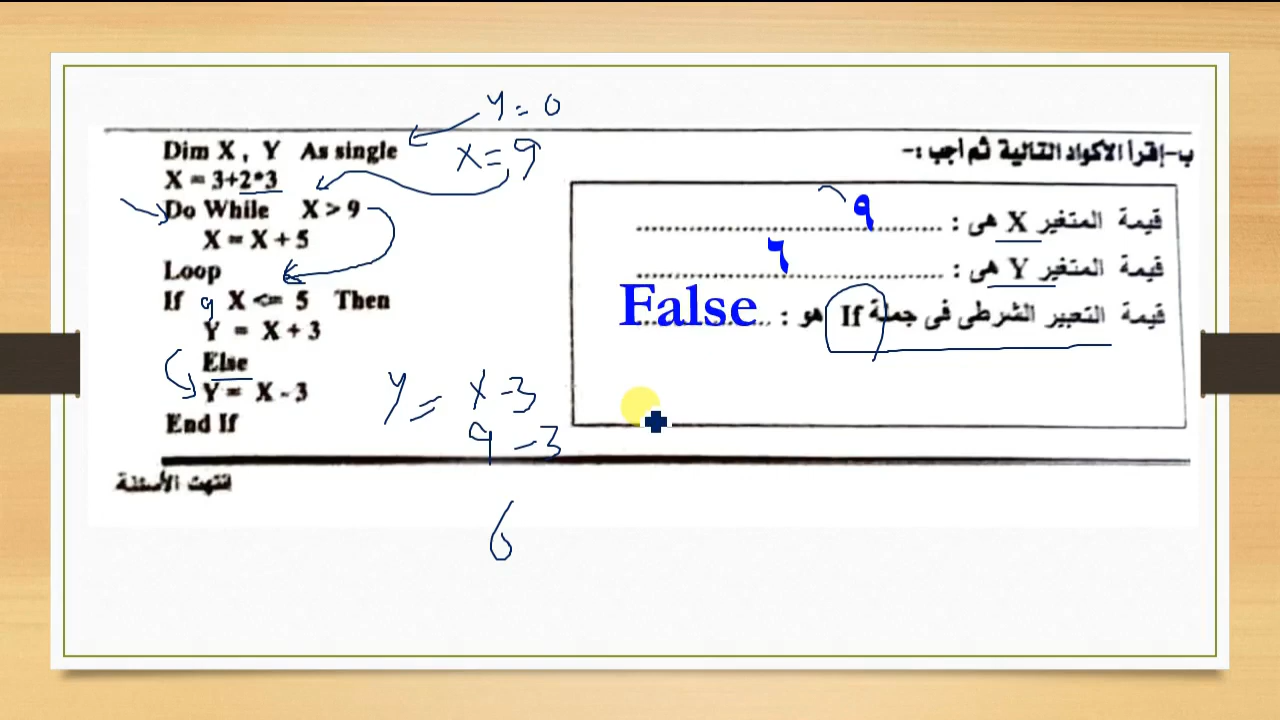 ب- إقرأ الأكواد التالية ثم أجب :-
Y = 0
Dim X , Y As single
X = 9
X = 3+2*3
Do While X > 9
X = X + 5
Loop
If 9 X <= 5 Then
Y = X + 3
Else
Y = X - 3
End If
Y = X - 3
9 - 3
6
قيمة المتغير X هى : ........ ٩
قيمة المتغير Y هى : ........ ٦
قيمة التعبير الشرطى فى جملة If هو : ........ False
انتهت الأسئلة